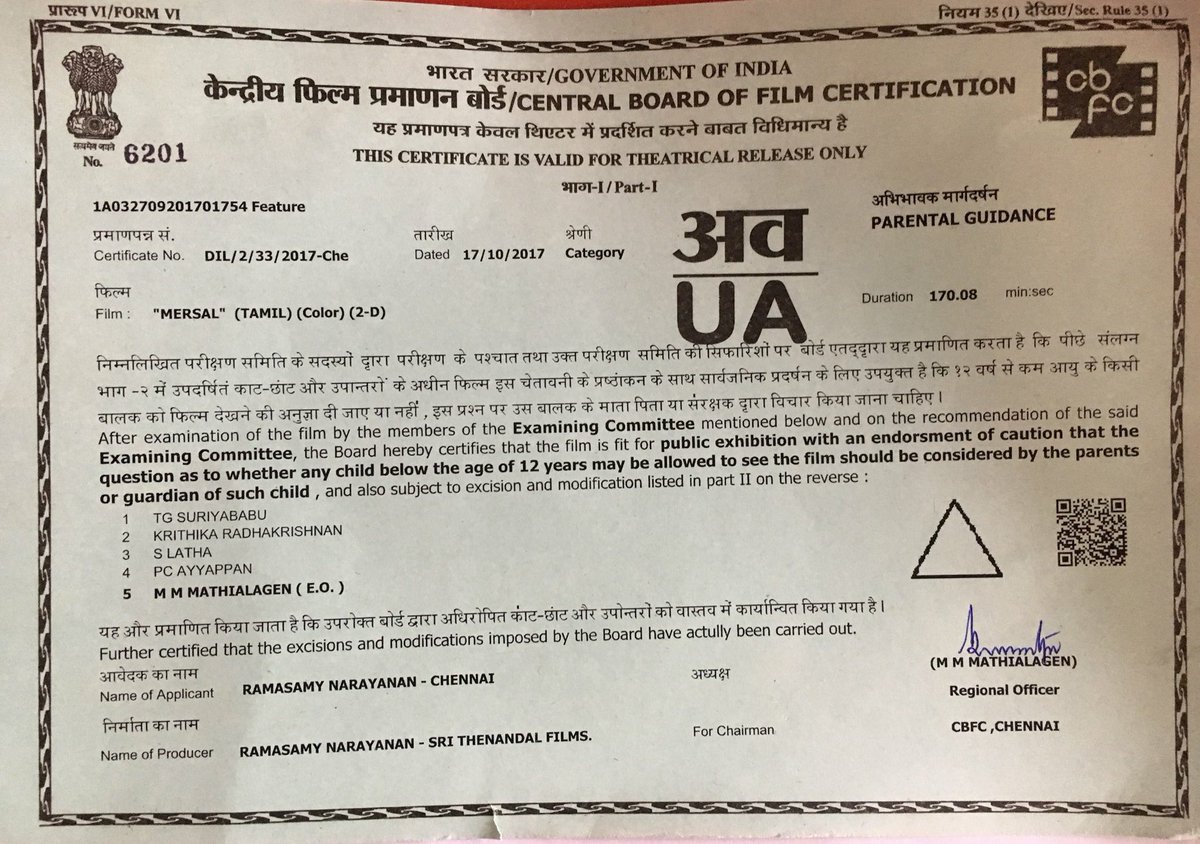 प्रारूप VI/FORM VI
नियम 35 (1) देखिए/Sec. Rule 35 (1)
भारत सरकार/GOVERNMENT OF INDIA
केन्द्रीय फिल्म प्रमाणन बोर्ड/CENTRAL BOARD OF FILM CERTIFICATION
cb
fc
यह प्रमाणपत्र केवल थिएटर में प्रदर्शित करने बाबत विधिमान्य है
सत्यमेव जयते
No. 6201
THIS CERTIFICATE IS VALID FOR THEATRICAL RELEASE ONLY
भाग-I/Part-I
1A032709201701754 Feature
अव
UA
अभिभावक मार्गदर्शन
PARENTAL GUIDANCE
प्रमाणपत्र सं. तारीख श्रेणी
Certificate No. DIL/2/33/2017-Che Dated 17/10/2017 Category
फिल्म
Film : "MERSAL" (TAMIL) (Color) (2-D)
Duration 170.08 min:sec
निम्नलिखित परीक्षण समिति के सदस्यों द्वारा परीक्षण के पश्चात तथा उक्त परीक्षण समिति की सिफारिशों पर बोर्ड एतद्द्वारा यह प्रमाणित करता है कि पीछे संलग्न
भाग -२ में उपदर्षितं काट-छांट और उपान्तरों के अधीन फिल्म इस चेतावनी के प्रष्ठांकन के साथ सार्वजनिक प्रदर्षन के लिए उपयुक्त है कि १२ वर्ष से कम आयु के किसी
बालक को फिल्म देखने की अनुज्ञा दी जाए या नहीं , इस प्रश्न पर उस बालक के माता पिता या संरक्षक द्वारा विचार किया जाना चाहिए।
After examination of the film by the members of the Examining Committee mentioned below and on the recommendation of the said
Examining Committee, the Board hereby certifies that the film is fit for public exhibition with an endorsment of caution that the
question as to whether any child below the age of 12 years may be allowed to see the film should be considered by the parents
or guardian of such child , and also subject to excision and modification listed in part II on the reverse :
1 TG SURIYABABU
2 KRITHIKA RADHAKRISHNAN
3 S LATHA
4 PC AYYAPPAN
5 M M MATHIALAGEN ( E.O. )
यह और प्रमाणित किया जाता है कि उपरोक्त बोर्ड द्वारा अधिरोपित कांट-छांट और उपोन्तरों को वास्तव में कार्यान्वित किया गया है।
Further certified that the excisions and modifications imposed by the Board have actully been carried out.
(M M MATHIALAGEN)
आवेदक का नाम
Name of Applicant RAMASAMY NARAYANAN - CHENNAI
अध्यक्ष
Regional Officer
निर्माता का नाम
Name of Producer RAMASAMY NARAYANAN - SRI THENANDAL FILMS.
For Chairman
CBFC ,CHENNAI